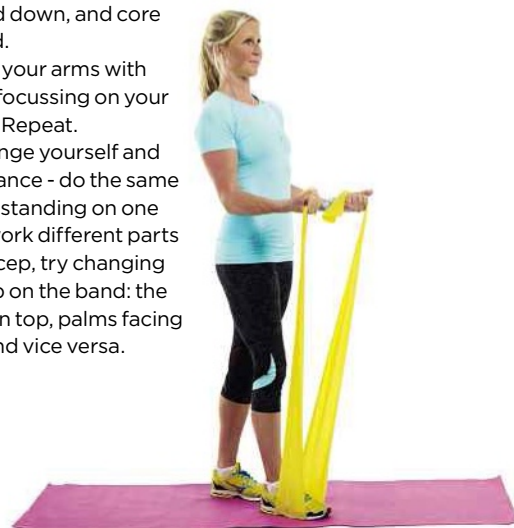 d down, and core
your arms with
focussing on your
Repeat.
nge yourself and
ance - do the same
standing on one
ork different parts
cep, try changing
on the band: the
n top, palms facing
nd vice versa.